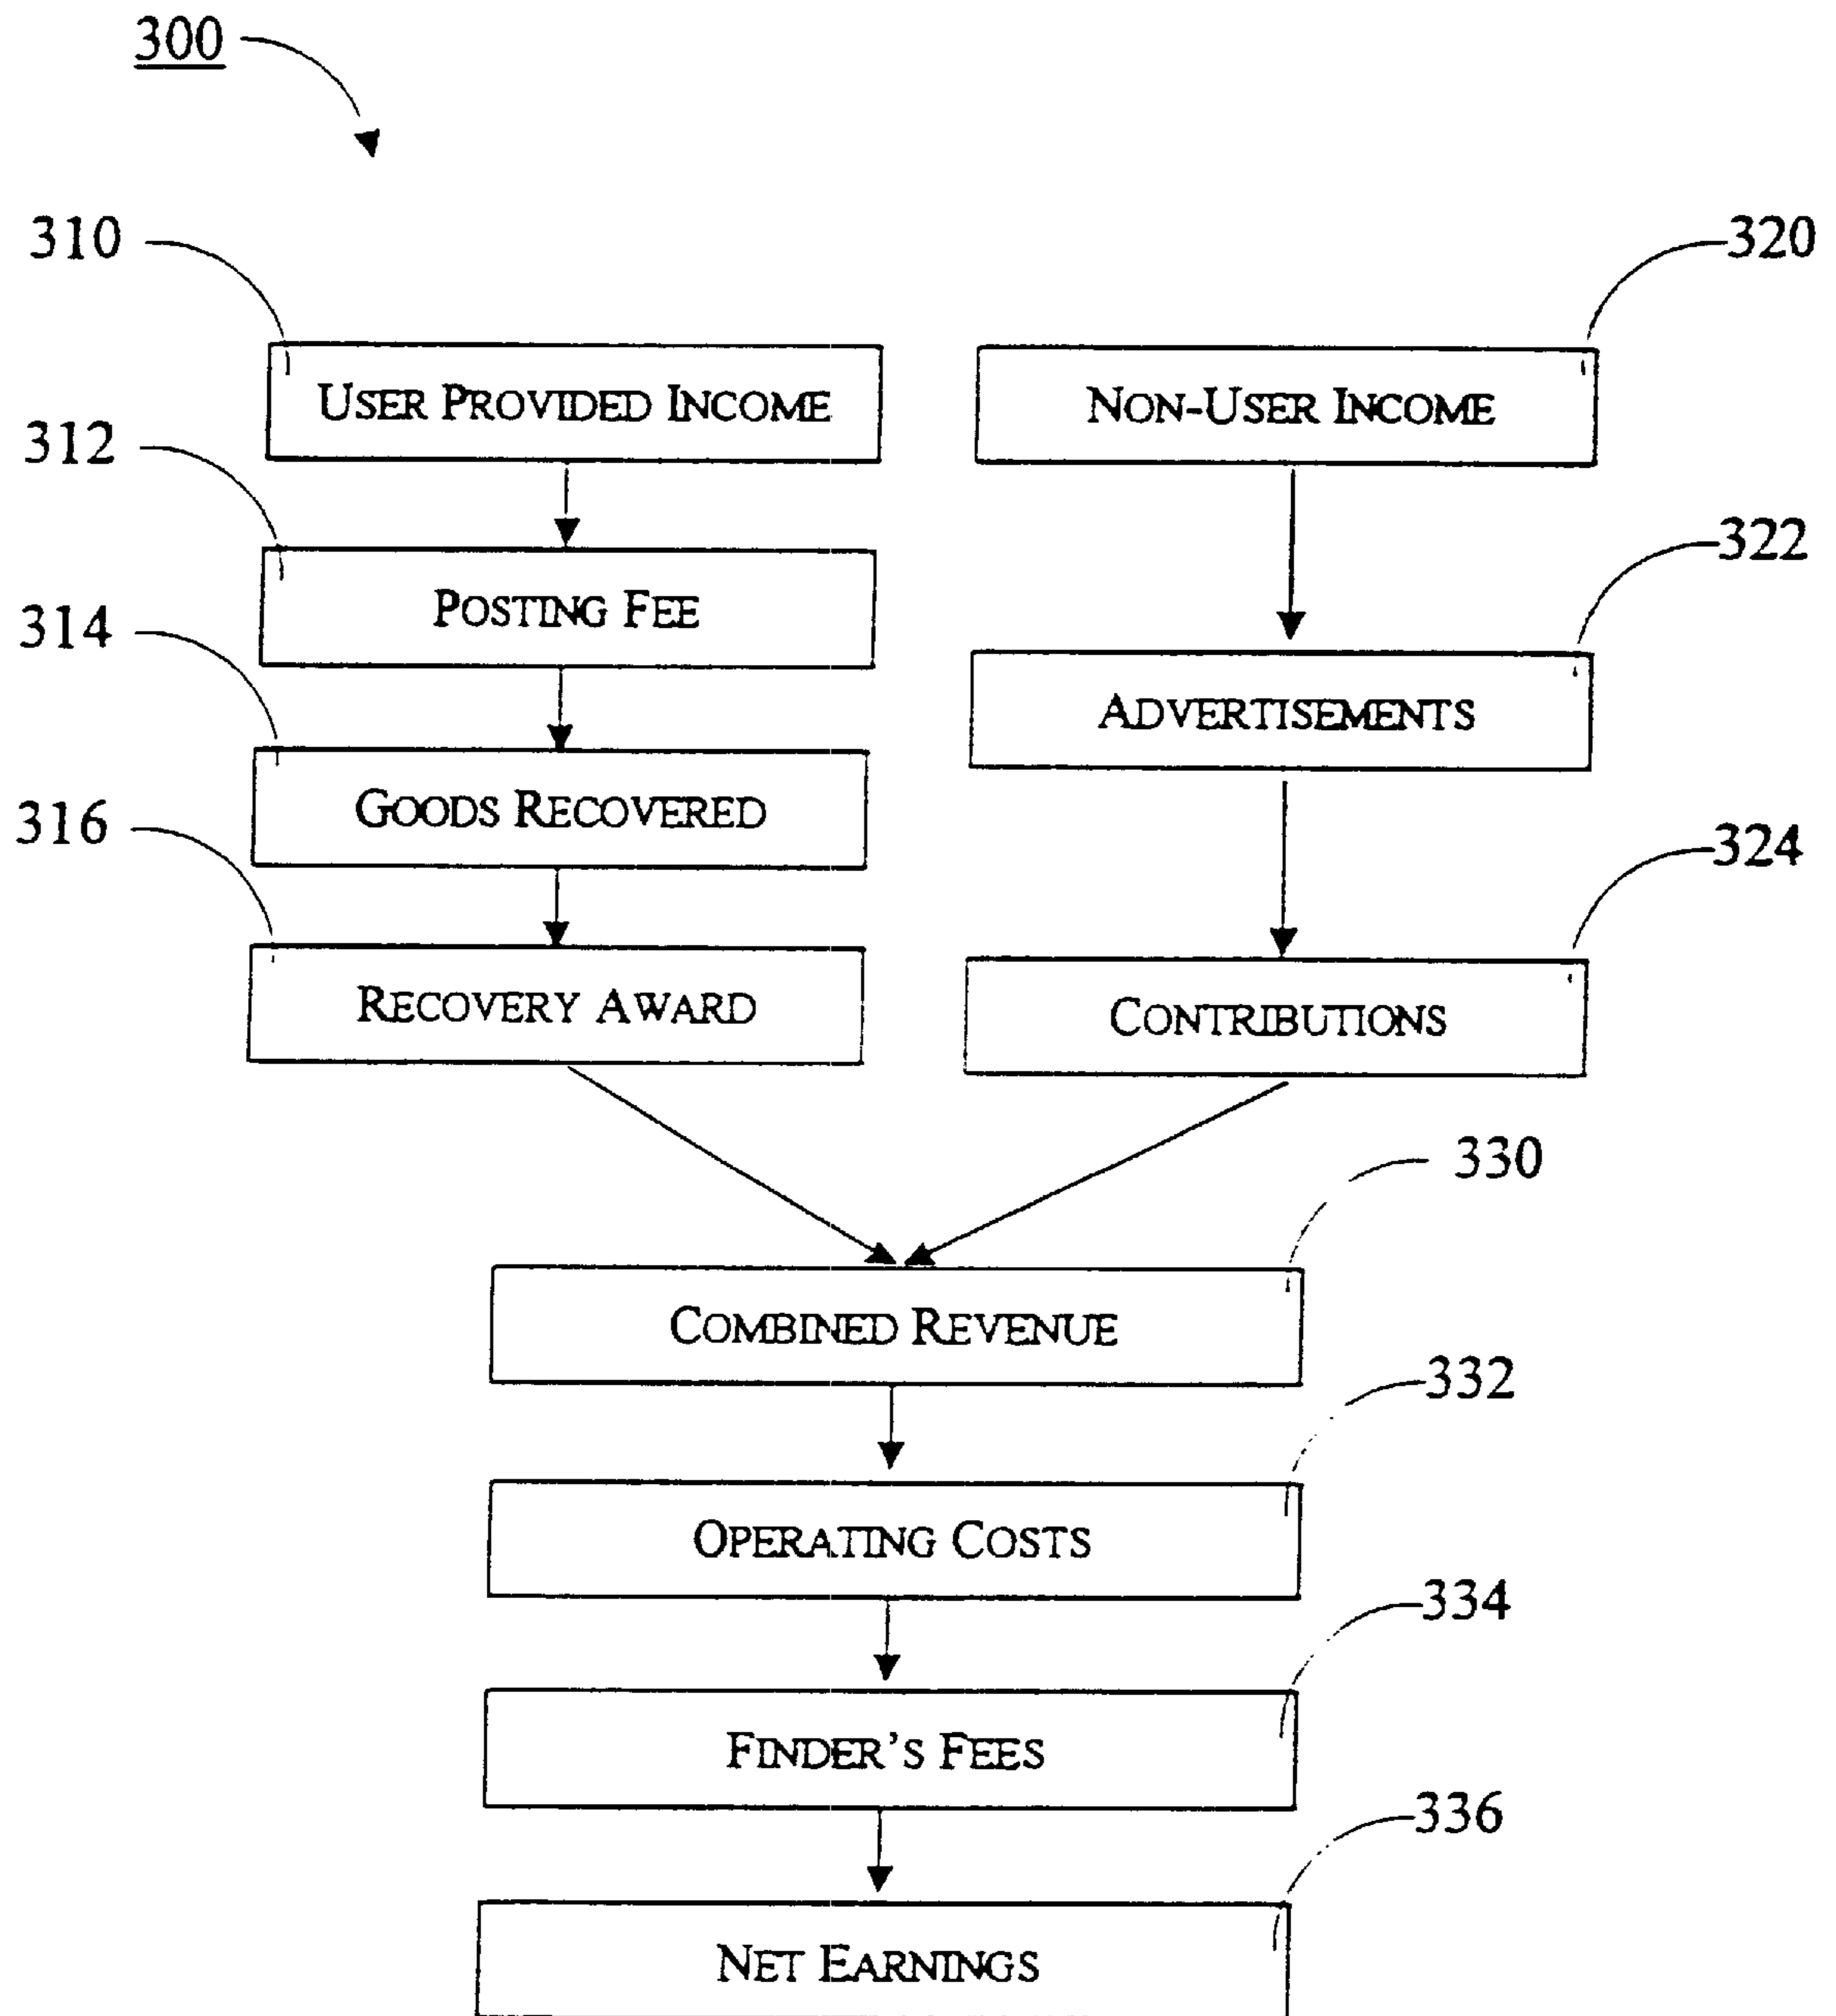 300
310
320
USER PROVIDED INCOME
NON-USER INCOME
312
POSTING FEE
322
314
ADVERTISEMENTS
GOODS RECOVERED
316
324
RECOVERY AWARD
CONTRIBUTIONS
330
COMBINED REVENUE
332
OPERATING COSTS
334
FINDER'S FEES
336
NET EARNINGS